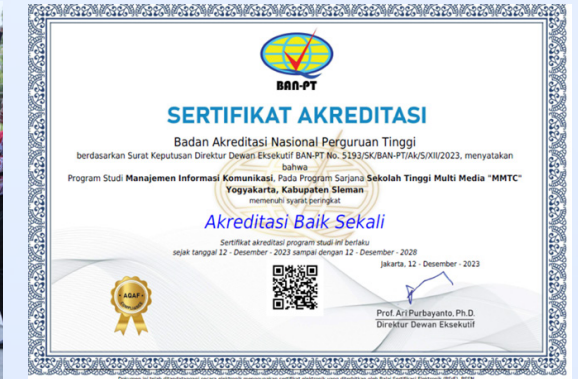 BAN-PT
SERTIFIKAT AKREDITASI
Badan Akreditasi Nasional Perguruan Tinggi
berdasarkan Surat Keputusan Direktur Dewan Eksekutif BAN-PT No. 5193/SK/BAN-PT/Ak/S/XII/2023, menyatakan
bahwa
Program Studi Manajemen Informasi Komunikasi, Pada Program Sarjana Sekolah Tinggi Multi Media "MMTC"
Yogyakarta, Kabupaten Sleman
memenuhi syarat peringkat
Akreditasi Baik Sekali
Sertifikat akreditasi program studi ini berlaku
sejak tanggal 12 - Desember - 2023 sampai dengan 12 - Desember - 2028
Jakarta, 12 - Desember - 2023
AQAF
Prof. Ari Purbayanto, Ph.D.
Direktur Dewan Eksekutif